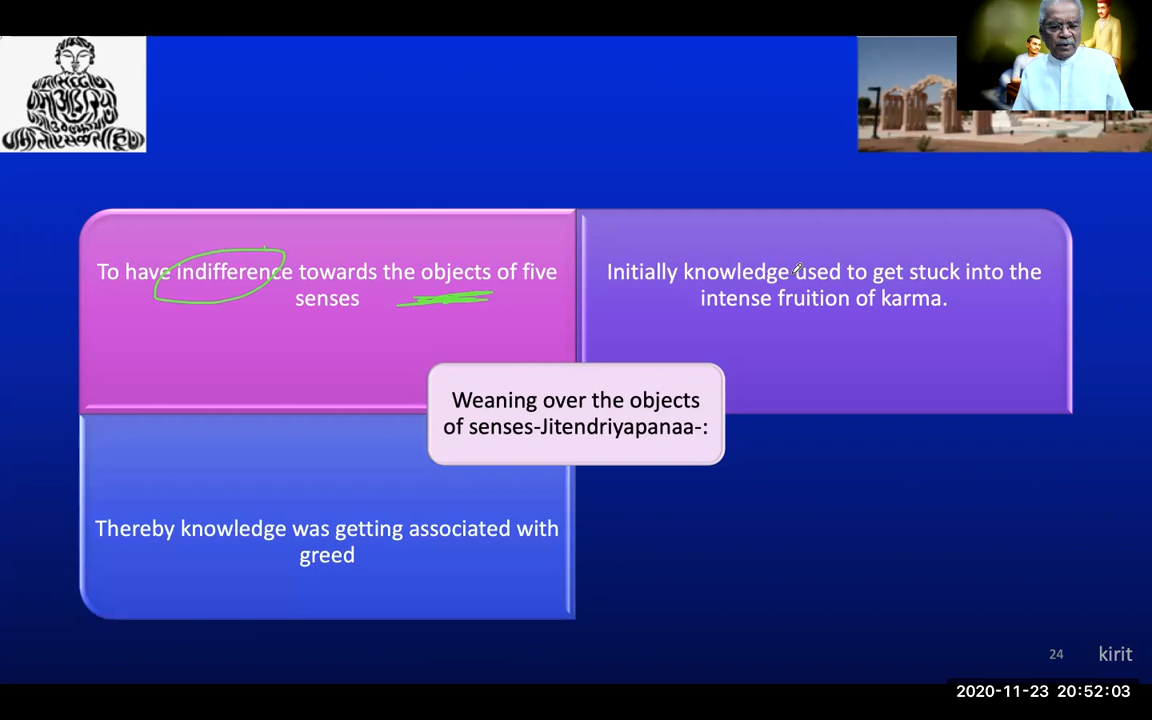 To have indifference towards the objects of five
senses
Initially knowledge used to get stuck into the
intense fruition of karma.
Weaning over the objects
of senses-Jitendriyapanaa-:
Thereby knowledge was getting associated with
greed
24
kirit
2020-11-23 20:52:03